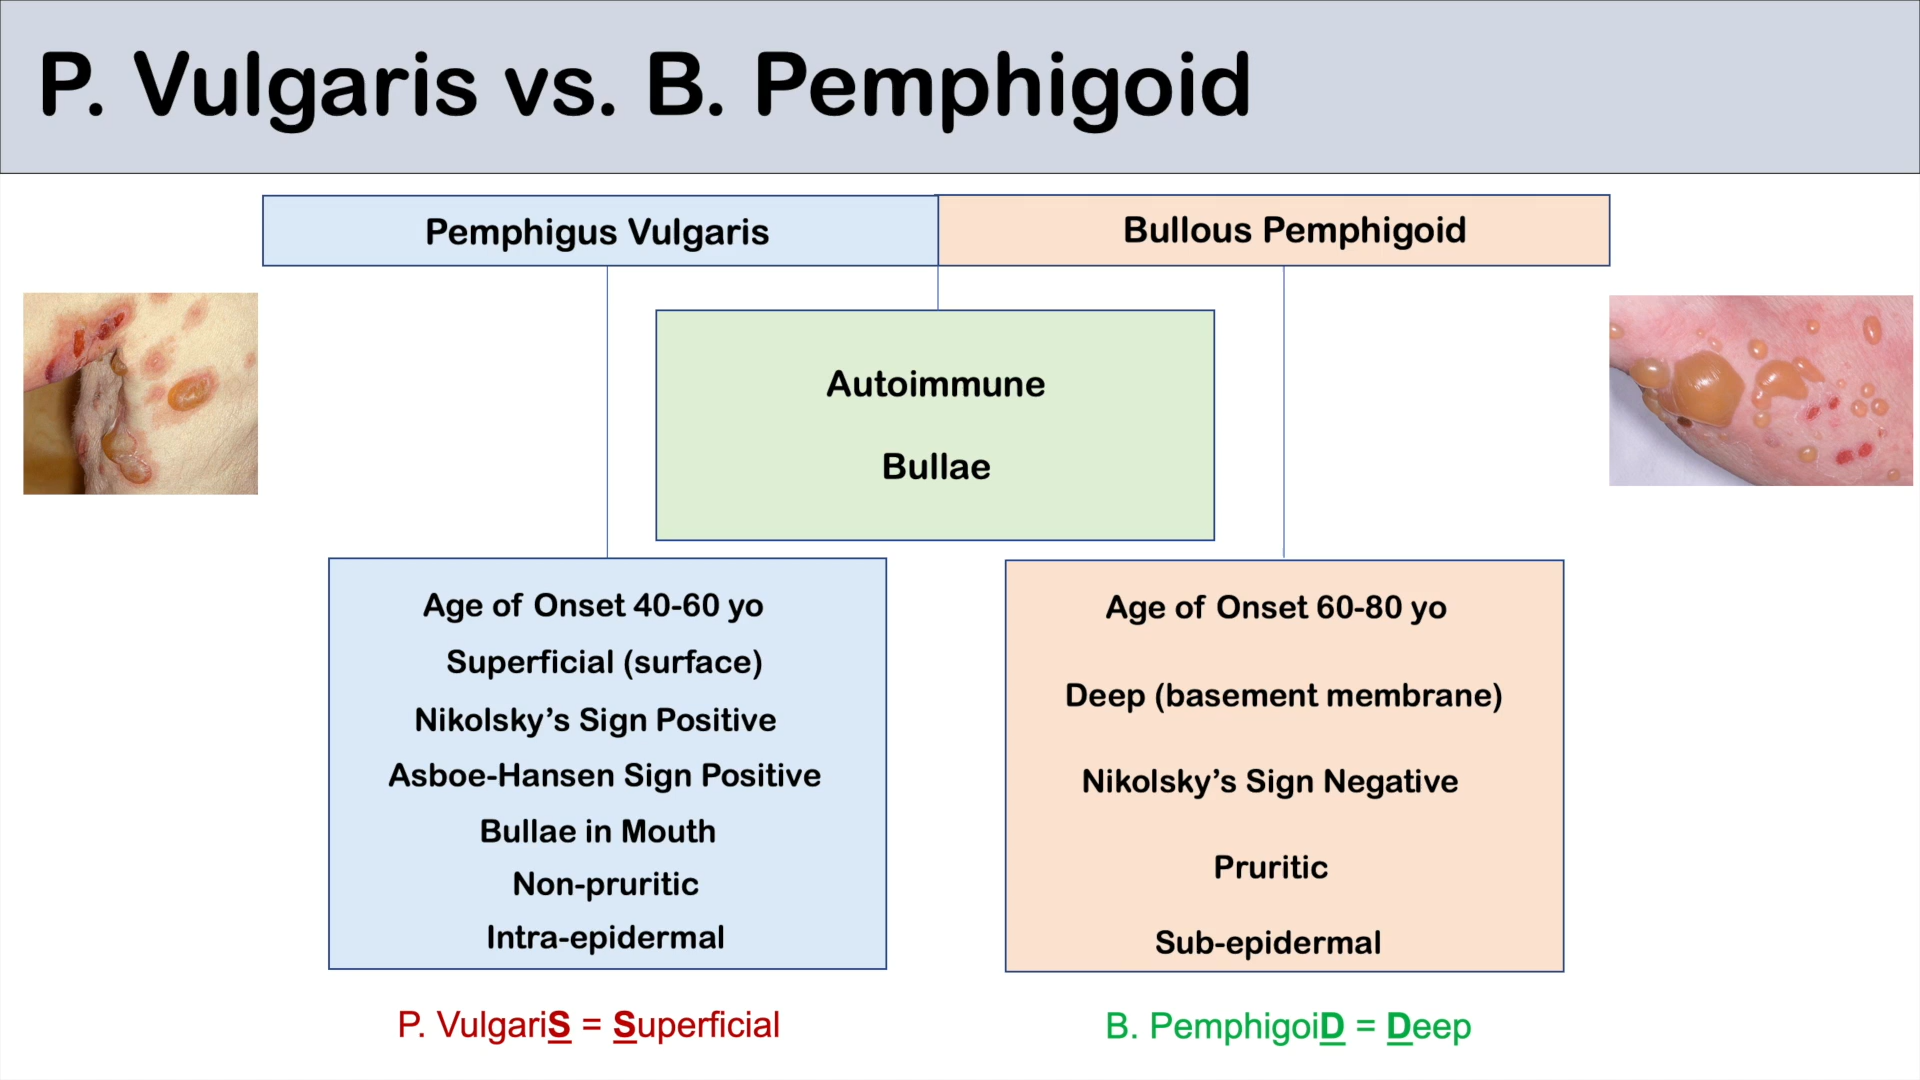 P. Vulgaris vs. B. Pemphigoid
Pemphigus Vulgaris
Bullous Pemphigoid
Autoimmune
Bullae
Age of Onset 40-60 yo
Superficial (surface)
Nikolsky’s Sign Positive
Asboe-Hansen Sign Positive
Bullae in Mouth
Non-pruritic
Intra-epidermal
Age of Onset 60-80 yo
Deep (basement membrane)
Nikolsky’s Sign Negative
Pruritic
Sub-epidermal
P. VulgariS = Superficial
B. PemphigoiD = Deep